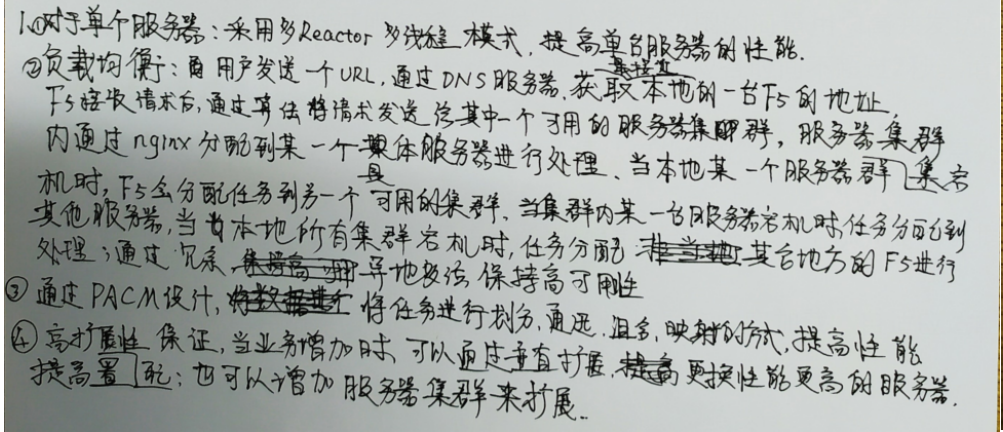 1.①对于单个服务器:采用多Reactor多线程模式,提高单台服务器的性能.
②负载均衡:用户发送一个URL,通过DNS服务器,获取最接近本地的一台F5的地址,
F5接收请求后,通过算法将请求发送给其中一个可用的服务器集群,服务器集群
内通过nginx分配到某一个具体服务器进行处理、当本地某一个服务器集群宕
机时,F5会分配任务到另一个可用的集群、当集群内某一台服务器宕机时,任务分配到
其他服务器,当本地所有集群宕机时,任务分配其它地方的F5进行
处理;通过冗余 异地 保持高可用性
③通过PACM设计,将任务进行划分,通迅,组合,映射的方式,提高性能
④高扩展性保证,当业务增加时,可以通过垂直扩展,更换性能更高的服务器.
提高配置;也可以增加服务器集群来扩展..